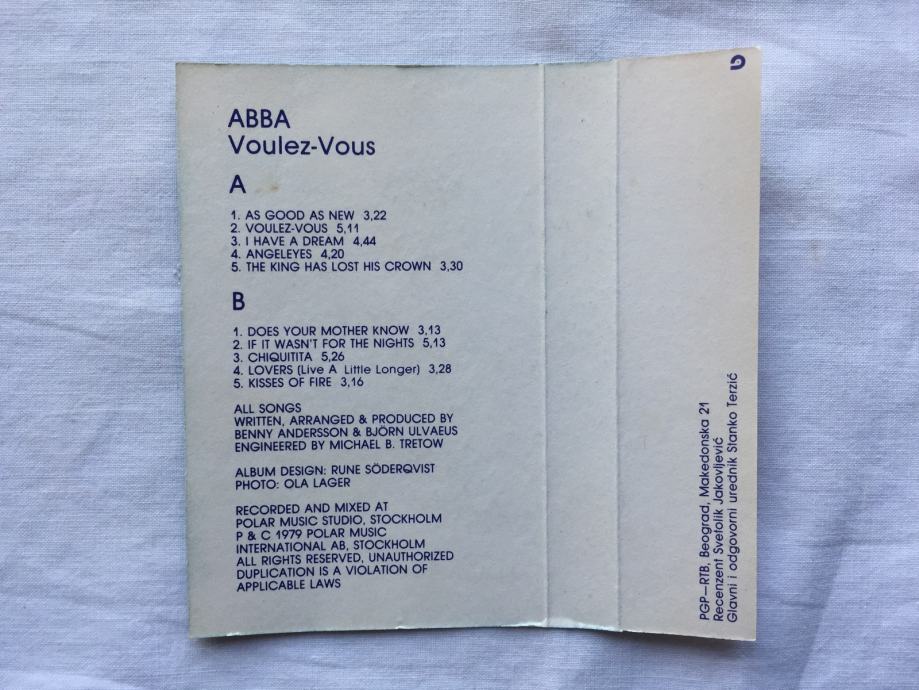 ABBA
Voulez-Vous
A
1. AS GOOD AS NEW 3,22
2. VOULEZ-VOUS 5,11
3. I HAVE A DREAM 4,44
4. ANGELEYES 4,20
5. THE KING HAS LOST HIS CROWN 3,30
B
1. DOES YOUR MOTHER KNOW 3,13
2. IF IT WASN'T FOR THE NIGHTS 5,13
3. CHIQUITITA 5,26
4. LOVERS (Live A Little Longer) 3,28
5. KISSES OF FIRE 3,16
ALL SONGS
WRITTEN, ARRANGED & PRODUCED BY
BENNY ANDERSSON & BJÖRN ULVAEUS
ENGINEERED BY MICHAEL B. TRETOW
ALBUM DESIGN: RUNE SÖDERQVIST
PHOTO: OLA LAGER
RECORDED AND MIXED AT
POLAR MUSIC STUDIO, STOCKHOLM
P & C 1979 POLAR MUSIC
INTERNATIONAL AB, STOCKHOLM
ALL RIGHTS RESERVED, UNAUTHORIZED
DUPLICATION IS A VIOLATION OF
APPLICABLE LAWS
PGP—RTB, Beograd, Makedonska 21
Recenzent Svetolik Jakovljević
Glavni i odgovorni urednik Stanko Terzić